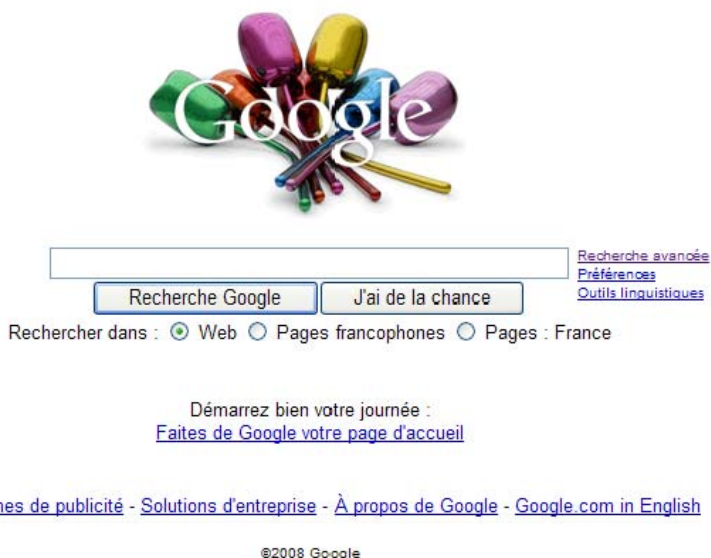 Google
Recherche avancée
Préférences
Outils linguistiques
Recherche Google J'ai de la chance
Rechercher dans : Web Pages francophones Pages : France
Démarrez bien votre journée :
Faites de Google votre page d'accueil
de publicité - Solutions d'entreprise - À propos de Google - Google.com in English
©2008 Google